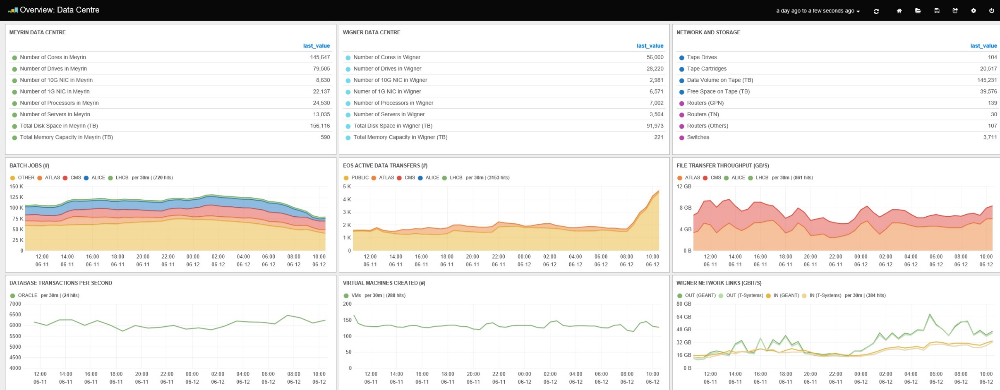 Overview: Data Centre
a day ago to a few seconds ago
MEYRIN DATA CENTRE
last_value
Number of Cores in Meyrin 145,647
Number of Drives in Meyrin 79,505
Number of 10G NIC in Meyrin 8,630
Number of 1G NIC in Meyrin 22,137
Number of Processors in Meyrin 24,530
Number of Servers in Meyrin 13,035
Total Disk Space in Meyrin (TB) 156,116
Total Memory Capacity in Meyrin (TB) 590
WIGNER DATA CENTRE
last_value
Number of Cores in Wigner 56,000
Number of Drives in Wigner 28,220
Number of 10G NIC in Wigner 2,981
Numer of 1G NIC in Wigner 6,571
Number of Processors in Wigner 7,002
Number of Servers in Wigner 3,504
Total Disk Space in Wigner (TB) 91,973
Total Memory Capacity in Wigner (TB) 221
NETWORK AND STORAGE
last_value
Tape Drives 104
Tape Cartridges 20,517
Data Volume on Tape (TB) 145,231
Free Space on Tape (TB) 39,576
Routers (GPN) 139
Routers (TN) 30
Routers (Others) 107
Switches 3,711
BATCH JOBS (#)
OTHER ATLAS CMS ALICE LHCB per 30m | (720 hits)
150 K
125 K
100 K
75 K
50 K
25 K
0
12:00 14:00 16:00 18:00 20:00 22:00 00:00 02:00 04:00 06:00 08:00 10:00
06-11 06-11 06-11 06-11 06-11 06-11 06-12 06-12 06-12 06-12 06-12 06-12
EOS ACTIVE DATA TRANSFERS (#)
PUBLIC ATLAS CMS ALICE LHCB per 30m | (3153 hits)
5 K
4 K
3 K
2 K
1 K
0
12:00 14:00 16:00 18:00 20:00 22:00 00:00 02:00 04:00 06:00 08:00 10:00
06-11 06-11 06-11 06-11 06-11 06-11 06-12 06-12 06-12 06-12 06-12 06-12
FILE TRANSFER THROUGHPUT (GB/S)
ATLAS CMS ALICE LHCB per 30m | (861 hits)
12 GB
8 GB
4 GB
0 B
12:00 14:00 16:00 18:00 20:00 22:00 00:00 02:00 04:00 06:00 08:00 10:00
06-11 06-11 06-11 06-11 06-11 06-11 06-12 06-12 06-12 06-12 06-12 06-12
DATABASE TRANSACTIONS PER SECOND
ORACLE per 30m | (24 hits)
7000
6500
6000
5500
5000
4500
4000
12:00 14:00 16:00 18:00 20:00 22:00 00:00 02:00 04:00 06:00 08:00 10:00
06-11 06-11 06-11 06-11 06-11 06-11 06-12 06-12 06-12 06-12 06-12 06-12
VIRTUAL MACHINES CREATED (#)
VMs per 30m | (288 hits)
200
150
100
50
0
12:00 14:00 16:00 18:00 20:00 22:00 00:00 02:00 04:00 06:00 08:00 10:00
06-11 06-11 06-11 06-11 06-11 06-11 06-12 06-12 06-12 06-12 06-12 06-12
WIGNER NETWORK LINKS (GBIT/S)
OUT (GEANT) OUT (T-Systems) IN (GEANT) IN (T-Systems) per 30m | (384 hits)
80 GB
64 GB
48 GB
32 GB
16 GB
0 B
12:00 14:00 16:00 18:00 20:00 22:00 00:00 02:00 04:00 06:00 08:00 10:00
06-11 06-11 06-11 06-11 06-11 06-11 06-12 06-12 06-12 06-12 06-12 06-12